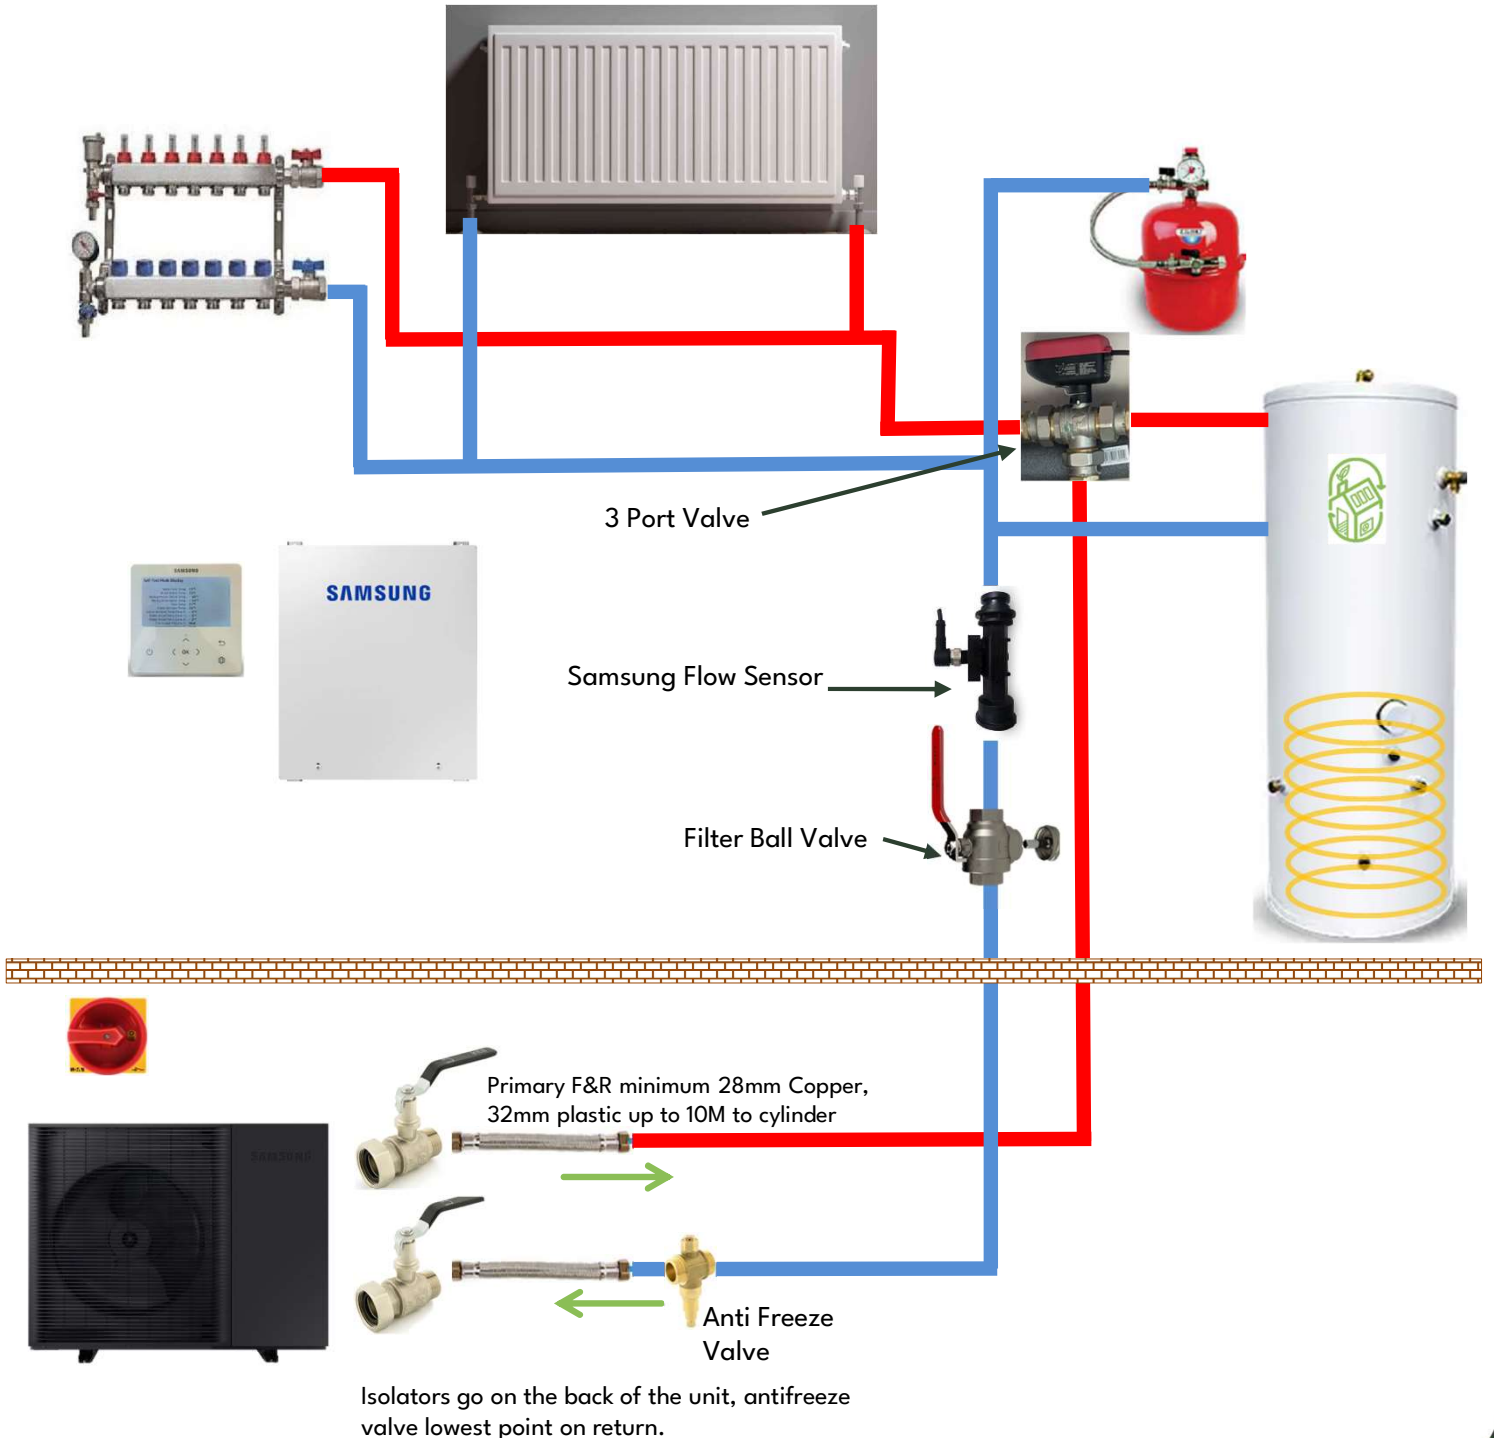 3 Port Valve
SAMSUNG
SAMSUNG
Samsung Flow Sensor
Filter Ball Valve
Primary F&R minimum 28mm Copper,
32mm plastic up to 10M to cylinder
SAMSUNG
Anti Freeze
Valve
Isolators go on the back of the unit, antifreeze
valve lowest point on return.